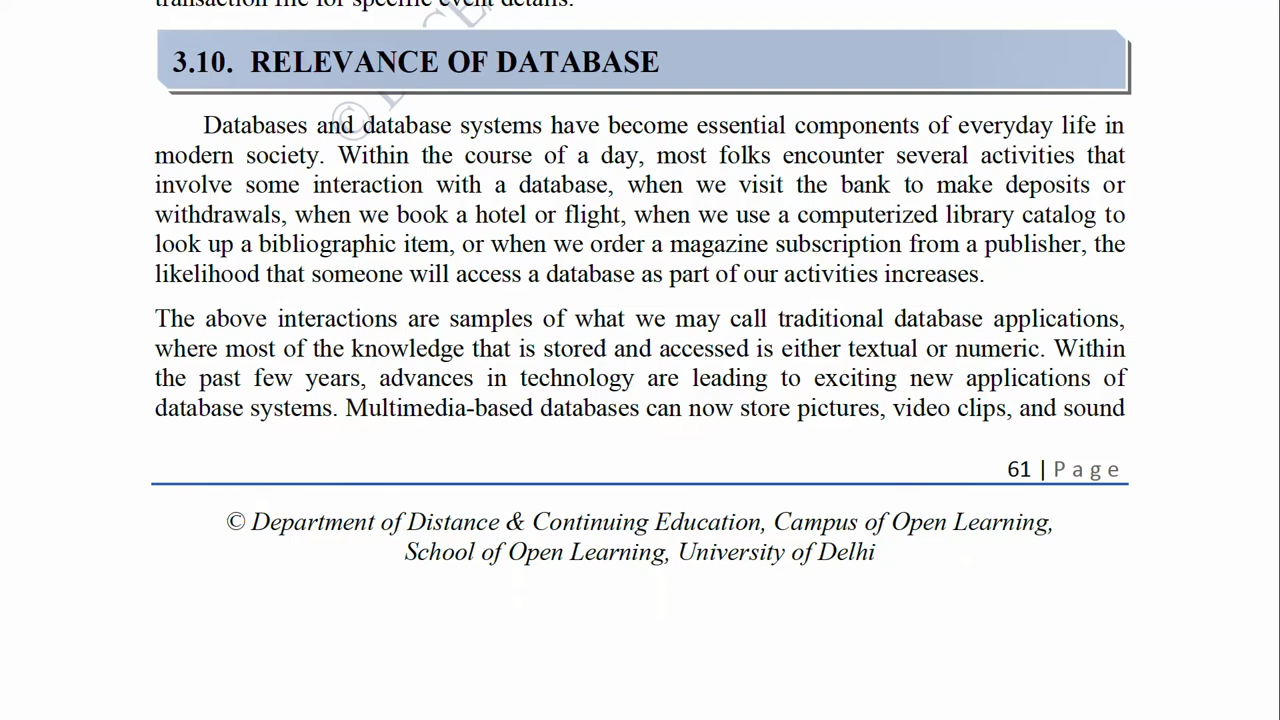 transaction file for specific event details.
3.10. RELEVANCE OF DATABASE
Databases and database systems have become essential components of everyday life in
modern society. Within the course of a day, most folks encounter several activities that
involve some interaction with a database, when we visit the bank to make deposits or
withdrawals, when we book a hotel or flight, when we use a computerized library catalog to
look up a bibliographic item, or when we order a magazine subscription from a publisher, the
likelihood that someone will access a database as part of our activities increases.
The above interactions are samples of what we may call traditional database applications,
where most of the knowledge that is stored and accessed is either textual or numeric. Within
the past few years, advances in technology are leading to exciting new applications of
database systems. Multimedia-based databases can now store pictures, video clips, and sound
61 | Page
© Department of Distance & Continuing Education, Campus of Open Learning,
School of Open Learning, University of Delhi